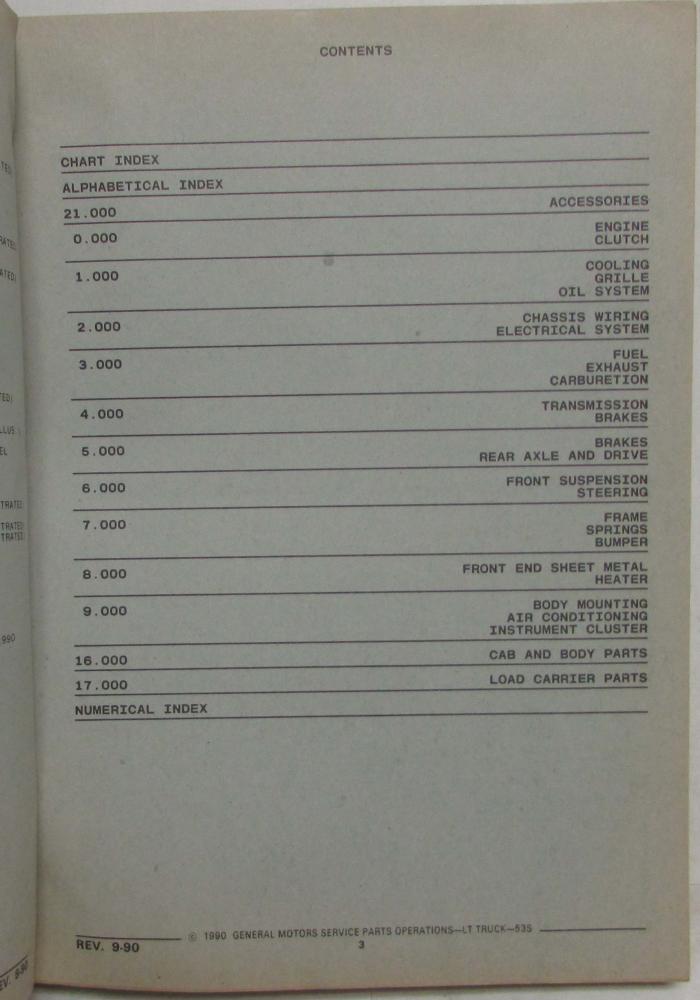 CONTENTS
CHART INDEX
ALPHABETICAL INDEX
21.000 ACCESSORIES
0.000 ENGINE
CLUTCH
1.000 COOLING
GRILLE
OIL SYSTEM
2.000 CHASSIS WIRING
ELECTRICAL SYSTEM
3.000 FUEL
EXHAUST
CARBURETION
4.000 TRANSMISSION
BRAKES
5.000 BRAKES
REAR AXLE AND DRIVE
6.000 FRONT SUSPENSION
STEERING
7.000 FRAME
SPRINGS
BUMPER
8.000 FRONT END SHEET METAL
HEATER
9.000 BODY MOUNTING
AIR CONDITIONING
INSTRUMENT CLUSTER
16.000 CAB AND BODY PARTS
17.000 LOAD CARRIER PARTS
NUMERICAL INDEX
© 1990 GENERAL MOTORS SERVICE PARTS OPERATIONS—LT TRUCK—53S
REV. 9-90 3